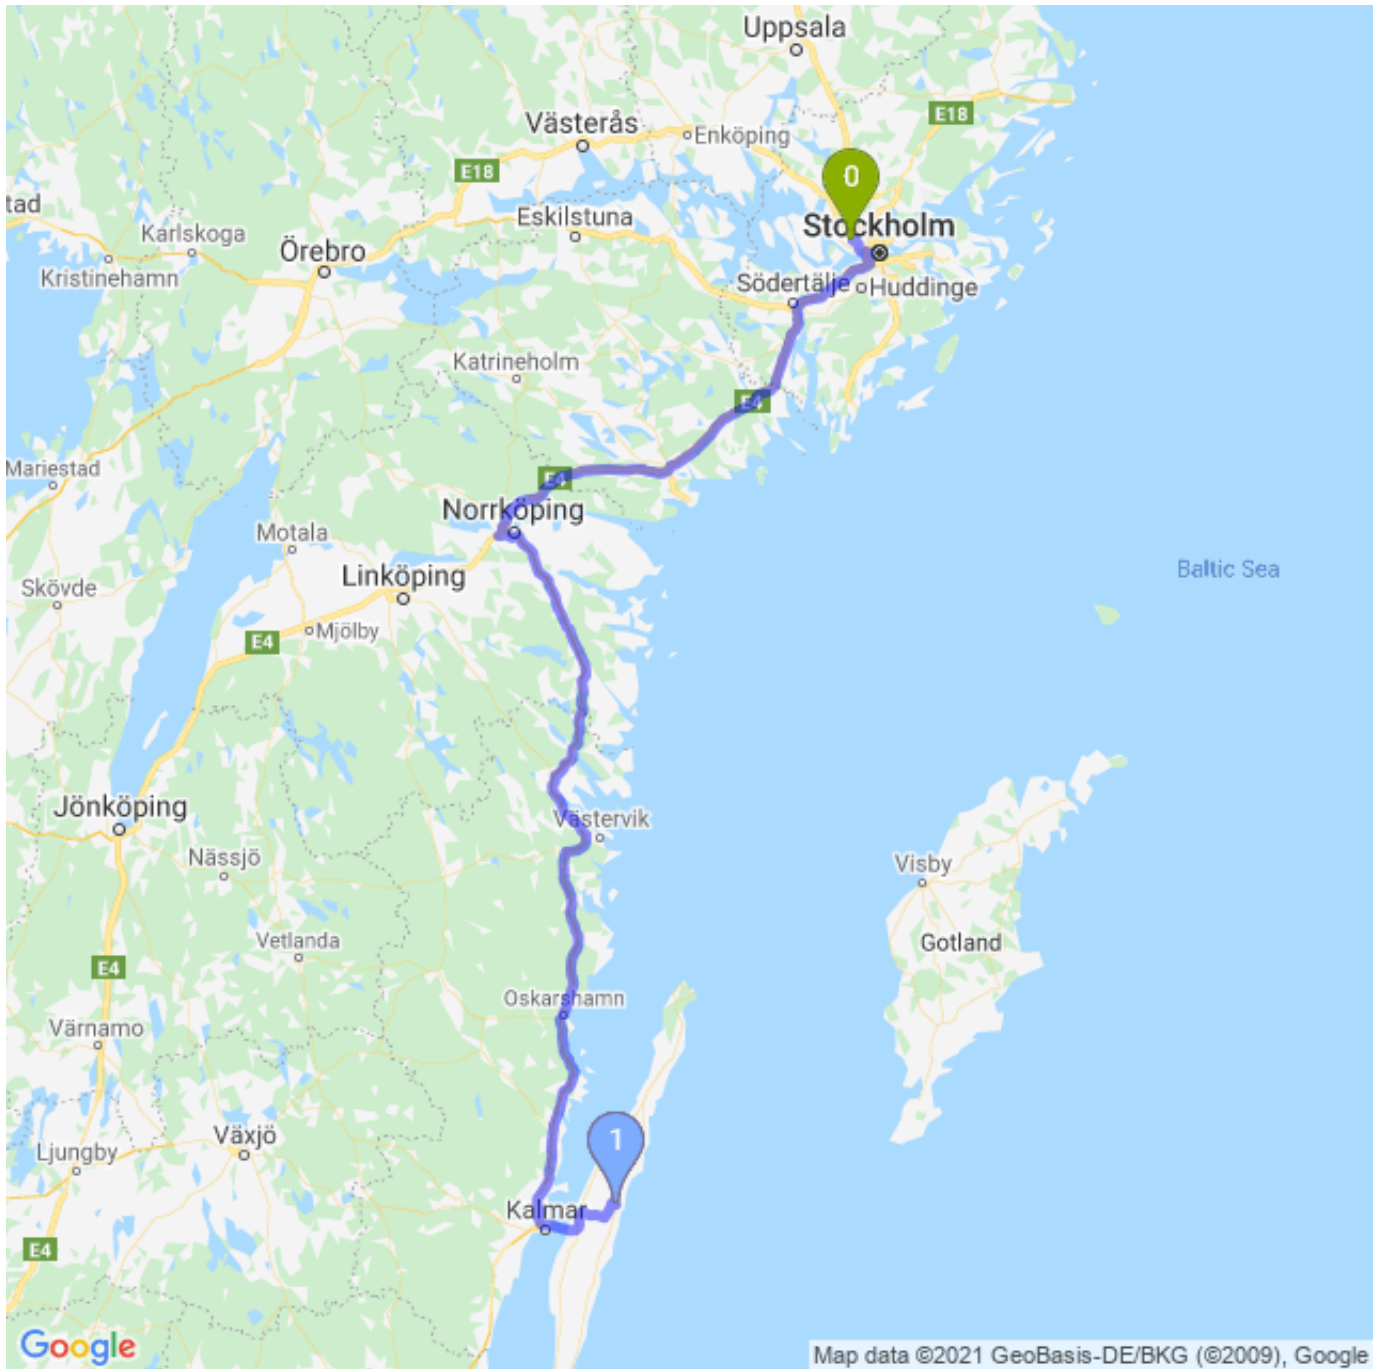 Uppsala
E18
Västerås
Enköping
E18
0
tad
Eskilstuna
Stockholm
Karlskoga
Örebro
Kristinehamn
Södertälje
Huddinge
Katrineholm
E4
Mariestad
E4
Norrköping
Motala
Baltic Sea
Linköping
Skövde
Mjölby
E4
Jönköping
Västervik
Nässjö
Visby
Vetlanda
Gotland
E4
Oskarshamn
Värnamo
Växjö
1
Ljungby
Kalmar
E4
Google
Map data ©2021 GeoBasis-DE/BKG (©2009), Google